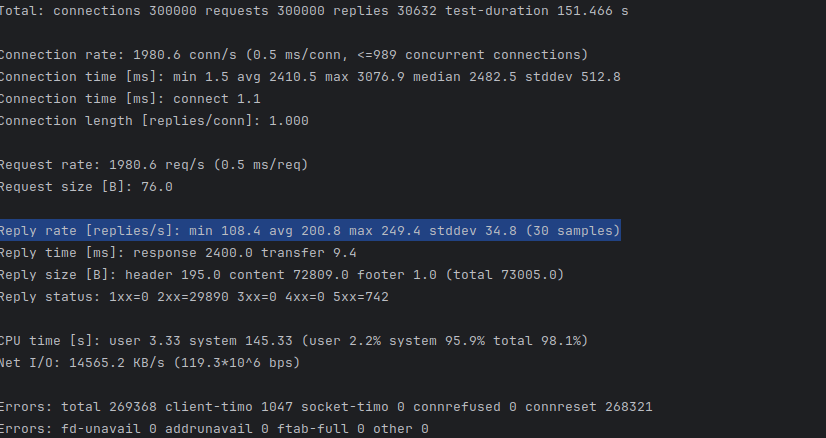 Total: connections 300000 requests 300000 replies 30632 test-duration 151.466 s
Connection rate: 1980.6 conn/s (0.5 ms/conn, <=989 concurrent connections)
Connection time [ms]: min 1.5 avg 2410.5 max 3076.9 median 2482.5 stddev 512.8
Connection time [ms]: connect 1.1
Connection length [replies/conn]: 1.000
Request rate: 1980.6 req/s (0.5 ms/req)
Request size [B]: 76.0
Reply rate [replies/s]: min 108.4 avg 200.8 max 249.4 stddev 34.8 (30 samples)
Reply time [ms]: response 2400.0 transfer 9.4
Reply size [B]: header 195.0 content 72809.0 footer 1.0 (total 73005.0)
Reply status: 1xx=0 2xx=29890 3xx=0 4xx=0 5xx=742
CPU time [s]: user 3.33 system 145.33 (user 2.2% system 95.9% total 98.1%)
Net I/O: 14565.2 KB/s (119.3*10^6 bps)
Errors: total 269368 client-timo 1047 socket-timo 0 connrefused 0 connreset 268321
Errors: fd-unavail 0 addrunavail 0 ftab-full 0 other 0